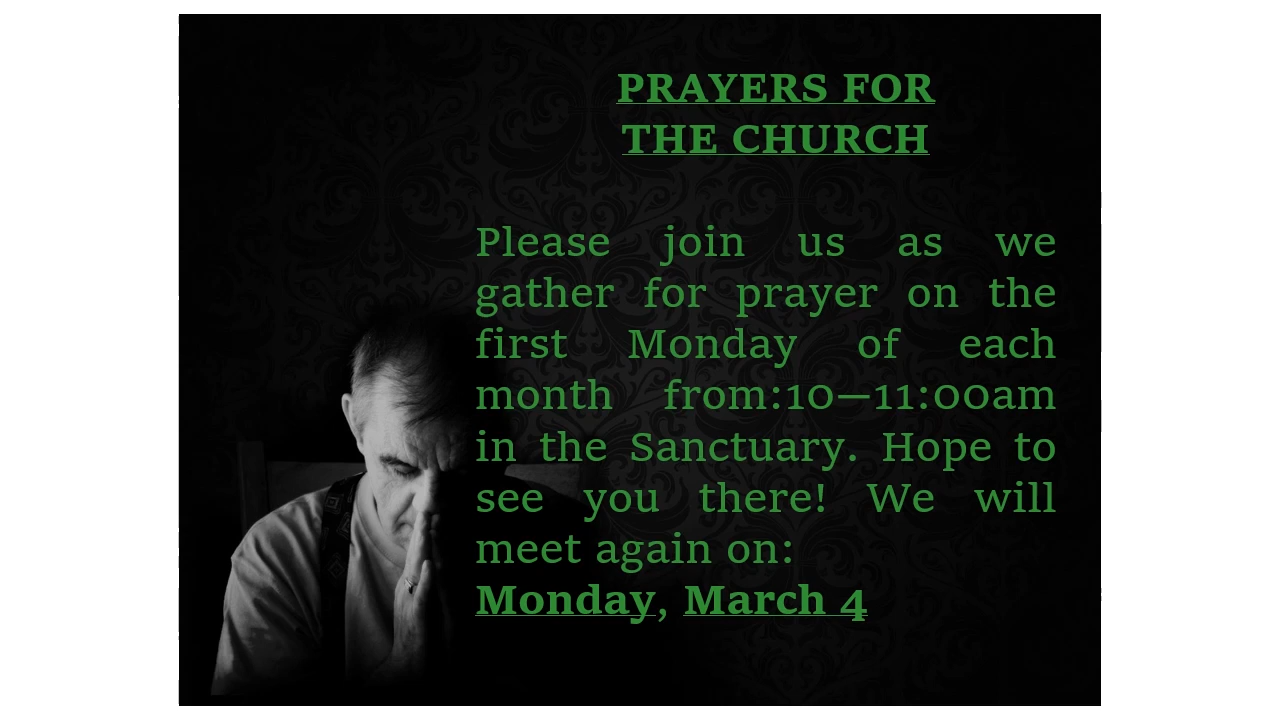 PRAYERS FOR
THE CHURCH
Please join us as we
gather for prayer on the
first Monday of each
month from:10—11:00am
in the Sanctuary. Hope to
see you there! We will
meet again on:
Monday, March 4